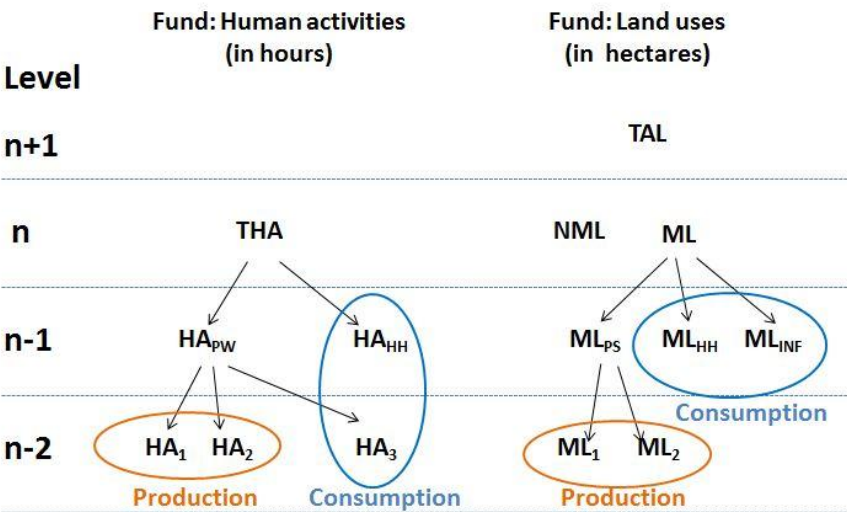 Fund: Human activities
(in hours)
Fund: Land uses
(in hectares)
Level
n+1
TAL
n
THA
NML
ML
n-1
HAPW
HAHH
MLPS
MLHH
MLINF
Consumption
n-2
HA1
HA2
HA3
ML1
ML2
Production
Consumption
Production